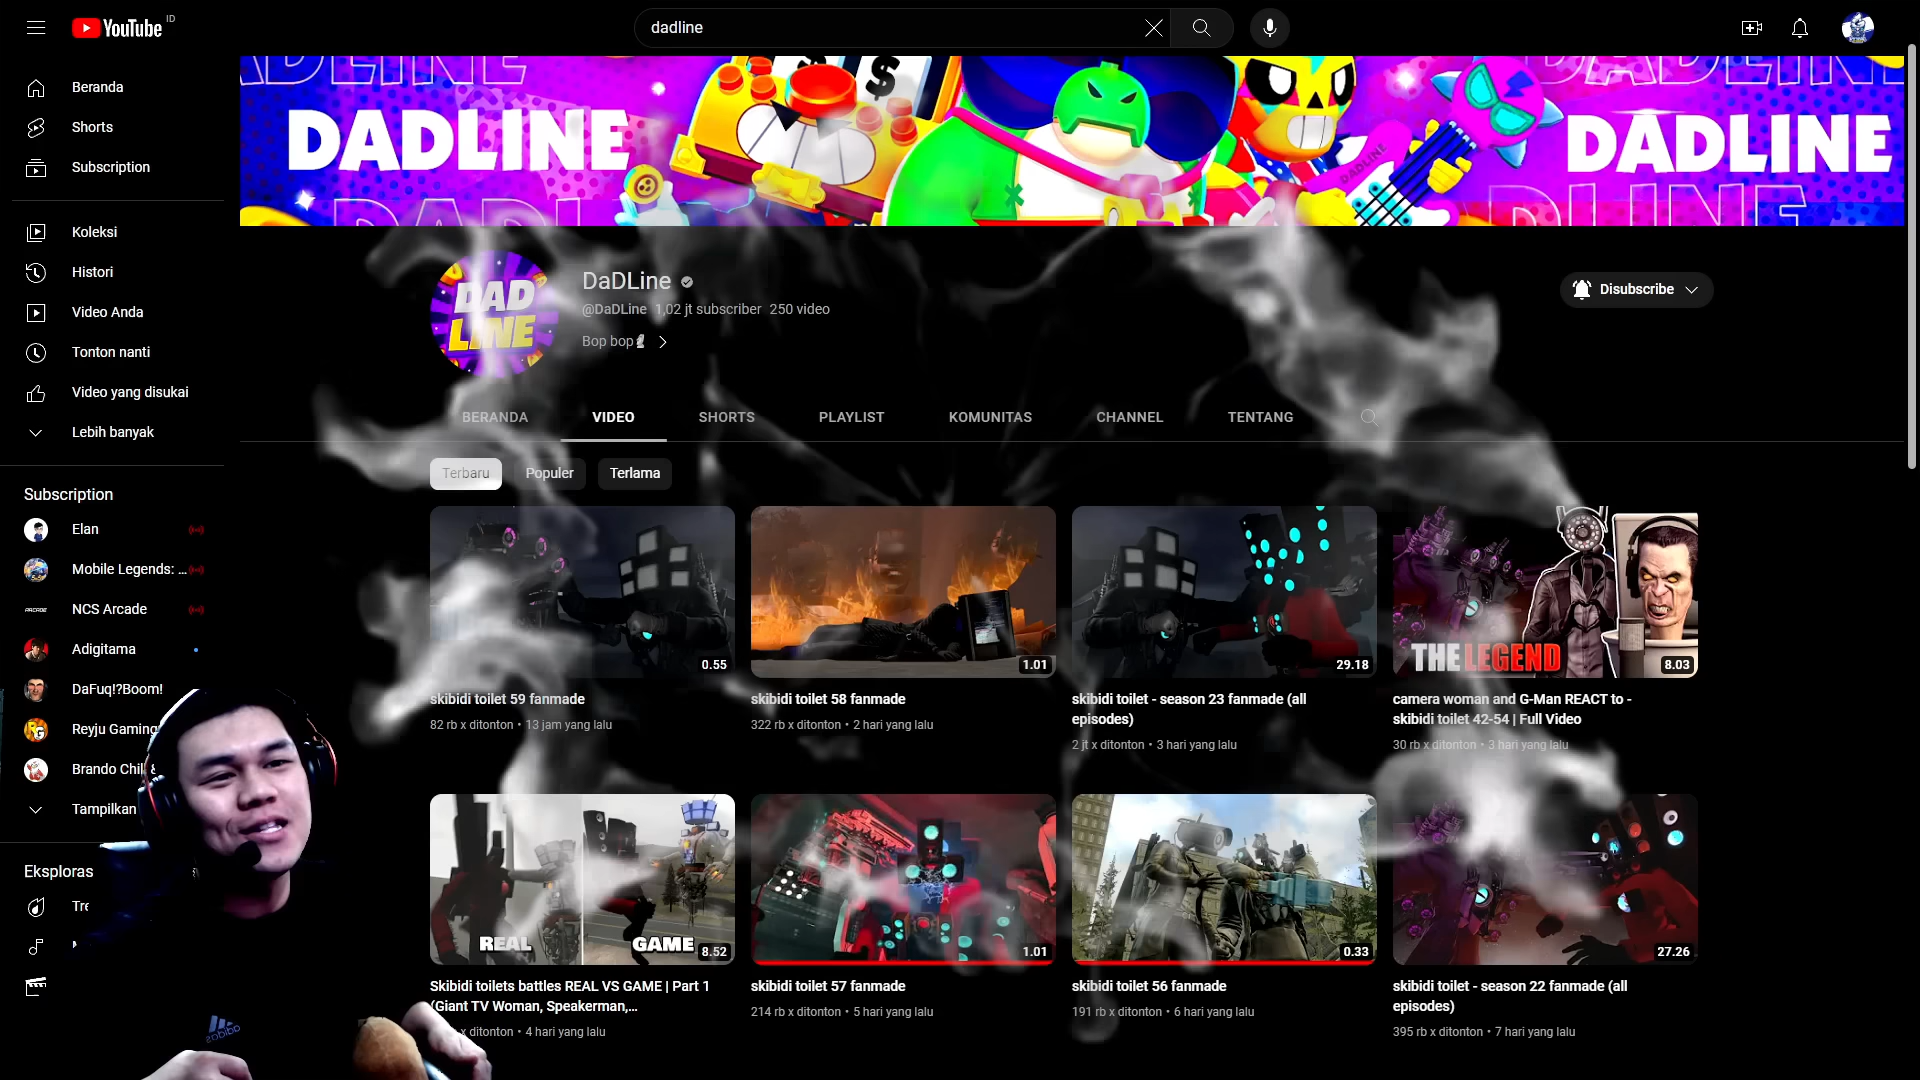 YouTube ID
dadline
Beranda
Shorts
Subscription
Koleksi
Histori
Video Anda
Tonton nanti
Video yang disukai
Lebih banyak
Subscription
Elan
Mobile Legends: ...
NCS Arcade
Adigitama
DaFuq!?Boom!
Reyju Gaming
Brando Chil
Tampilkan
Eksploras
DADLINE
DADLINE
DADLINE
DAD
LINE
DaDLine
@DaDLine 1,02 jt subscriber 250 video
Bop bop
Disubscribe
BERANDA
VIDEO
SHORTS
PLAYLIST
KOMUNITAS
CHANNEL
TENTANG
Terbaru
Populer
Terlama
0.55
skibidi toilet 59 fanmade
82 rb x ditonton • 13 jam yang lalu
1.01
skibidi toilet 58 fanmade
322 rb x ditonton • 2 hari yang lalu
29.18
skibidi toilet - season 23 fanmade (all
episodes)
2 jt x ditonton • 3 hari yang lalu
THE LEGEND
8.03
camera woman and G-Man REACT to -
skibidi toilet 42-54 | Full Video
30 rb x ditonton • 3 hari yang lalu
REAL
GAME
8.52
Skibidi toilets battles REAL VS GAME | Part 1
(Giant TV Woman, Speakerman,...
x ditonton • 4 hari yang lalu
1.01
skibidi toilet 57 fanmade
214 rb x ditonton • 5 hari yang lalu
0.33
skibidi toilet 56 fanmade
191 rb x ditonton • 6 hari yang lalu
27.26
skibidi toilet - season 22 fanmade (all
episodes)
395 rb x ditonton • 7 hari yang lalu
adidas